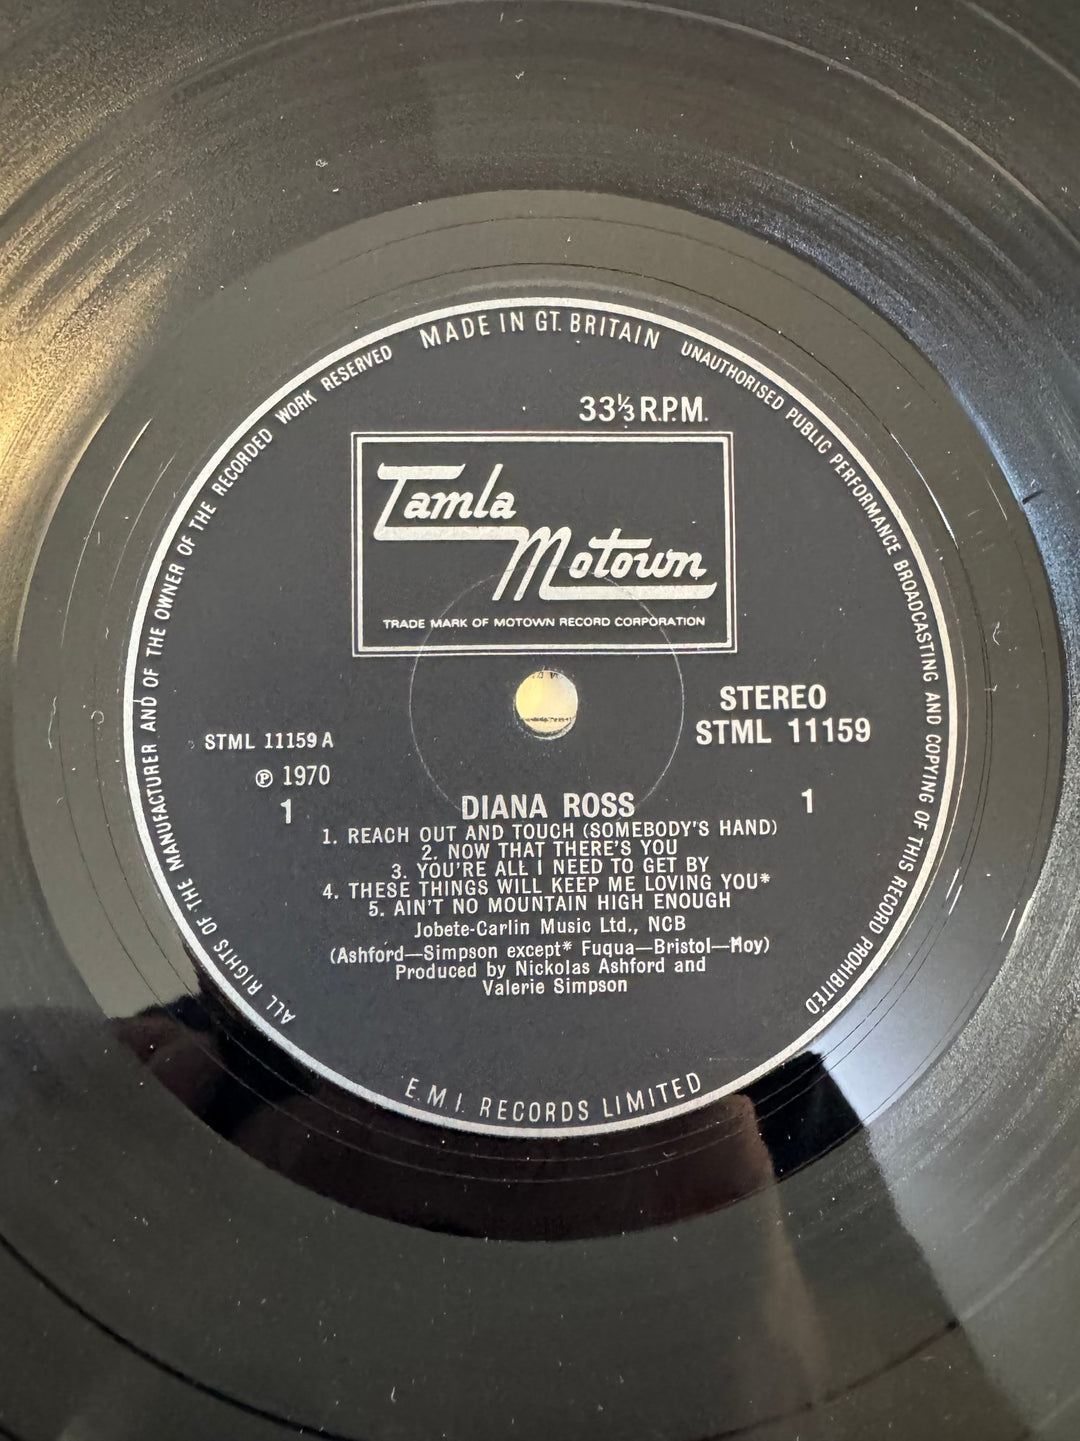 MADE IN GT. BRITAIN
UNAUTHORISED PUBLIC PERFORMANCE BROADCASTING AND COPYING OF THIS RECORD PROHIBITED
ALL RIGHTS OF THE MANUFACTURER AND OF THE OWNER OF THE RECORDED WORK RESERVED
33⅓ R.P.M.
Tamla
Motown
TRADE MARK OF MOTOWN RECORD CORPORATION
STEREO
STML 11159
STML 11159 A
℗ 1970
1
1
DIANA ROSS
1. REACH OUT AND TOUCH (SOMEBODY'S HAND)
2. NOW THAT THERE'S YOU
3. YOU'RE ALL I NEED TO GET BY
4. THESE THINGS WILL KEEP ME LOVING YOU*
5. AIN'T NO MOUNTAIN HIGH ENOUGH
Jobete-Carlin Music Ltd., NCB
(Ashford—Simpson except* Fuqua—Bristol—Moy)
Produced by Nickolas Ashford and
Valerie Simpson
E.M.I. RECORDS LIMITED